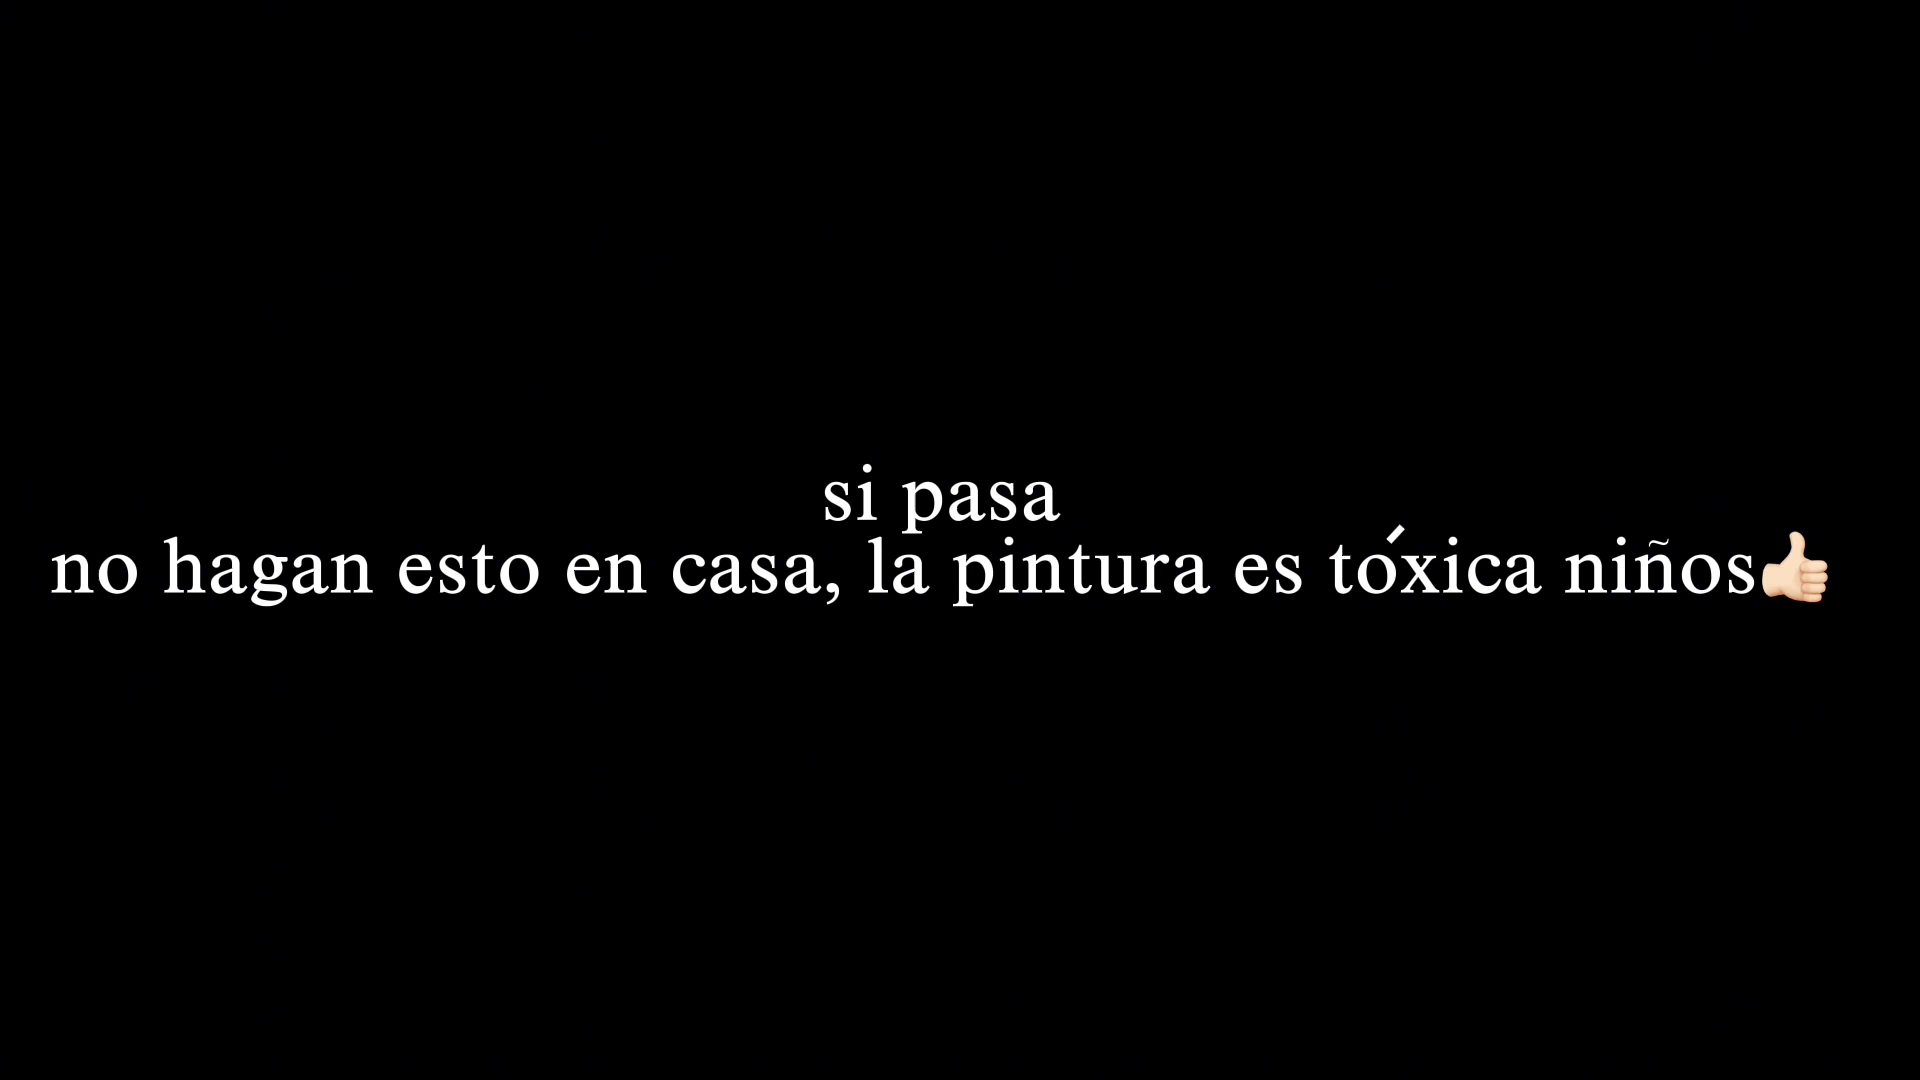 si pasa
no hagan esto en casa, la pintura es tóxica niños👍🏻